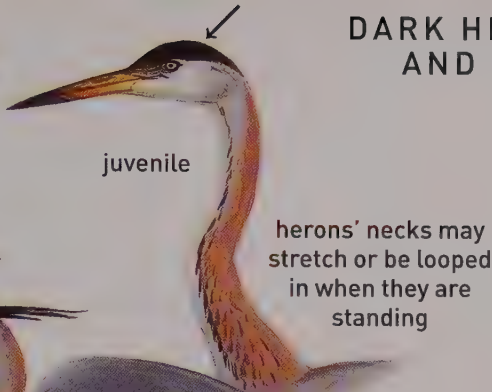 DARK
AND
juvenile
herons' necks may
stretch or be looped
in when they are
standing